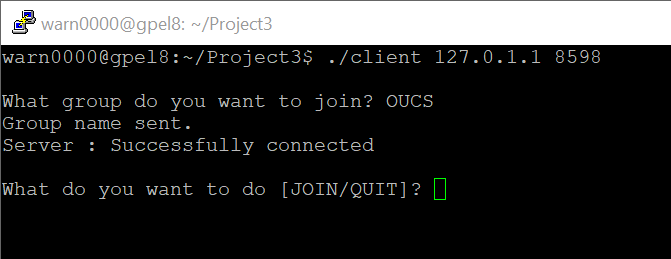 warn0000@gpel8: ~/Project3
warn0000@gpel8:~/Project3$ ./client 127.0.1.1 8598
What group do you want to join? OUCS
Group name sent.
Server : Successfully connected
What do you want to do [JOIN/QUIT]?